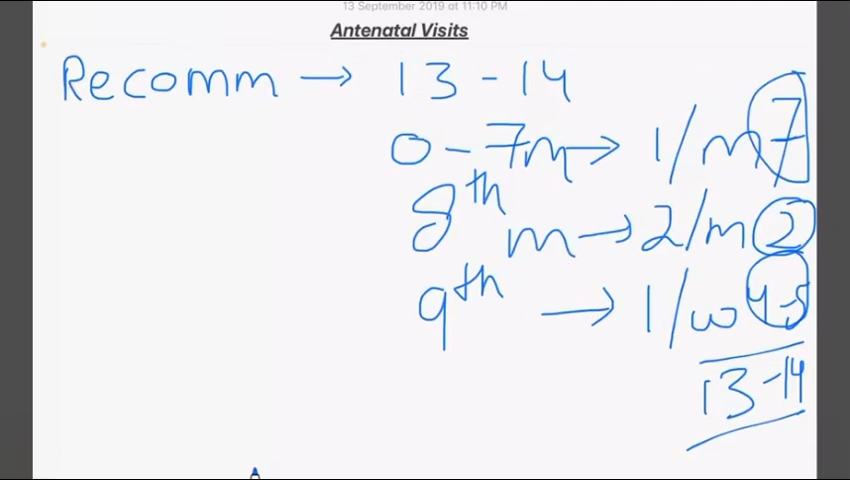 13 September 2019 at 11:10 PM
Antenatal Visits
Recomm → 13-14
0-7m → 1/m 7
8th m → 2/m 2
9th → 1/w 4-5
13-14